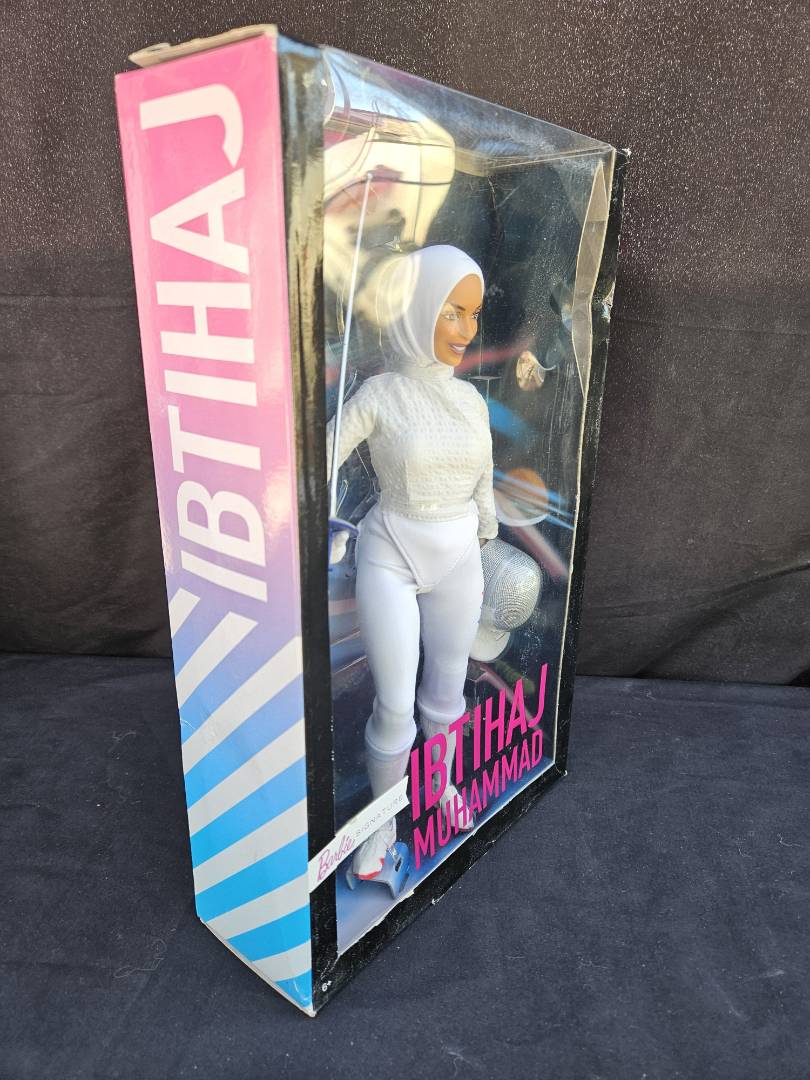 IBTIHAJ
IBTIHAJ
MUHAMMAD
Barbie SIGNATURE
6+